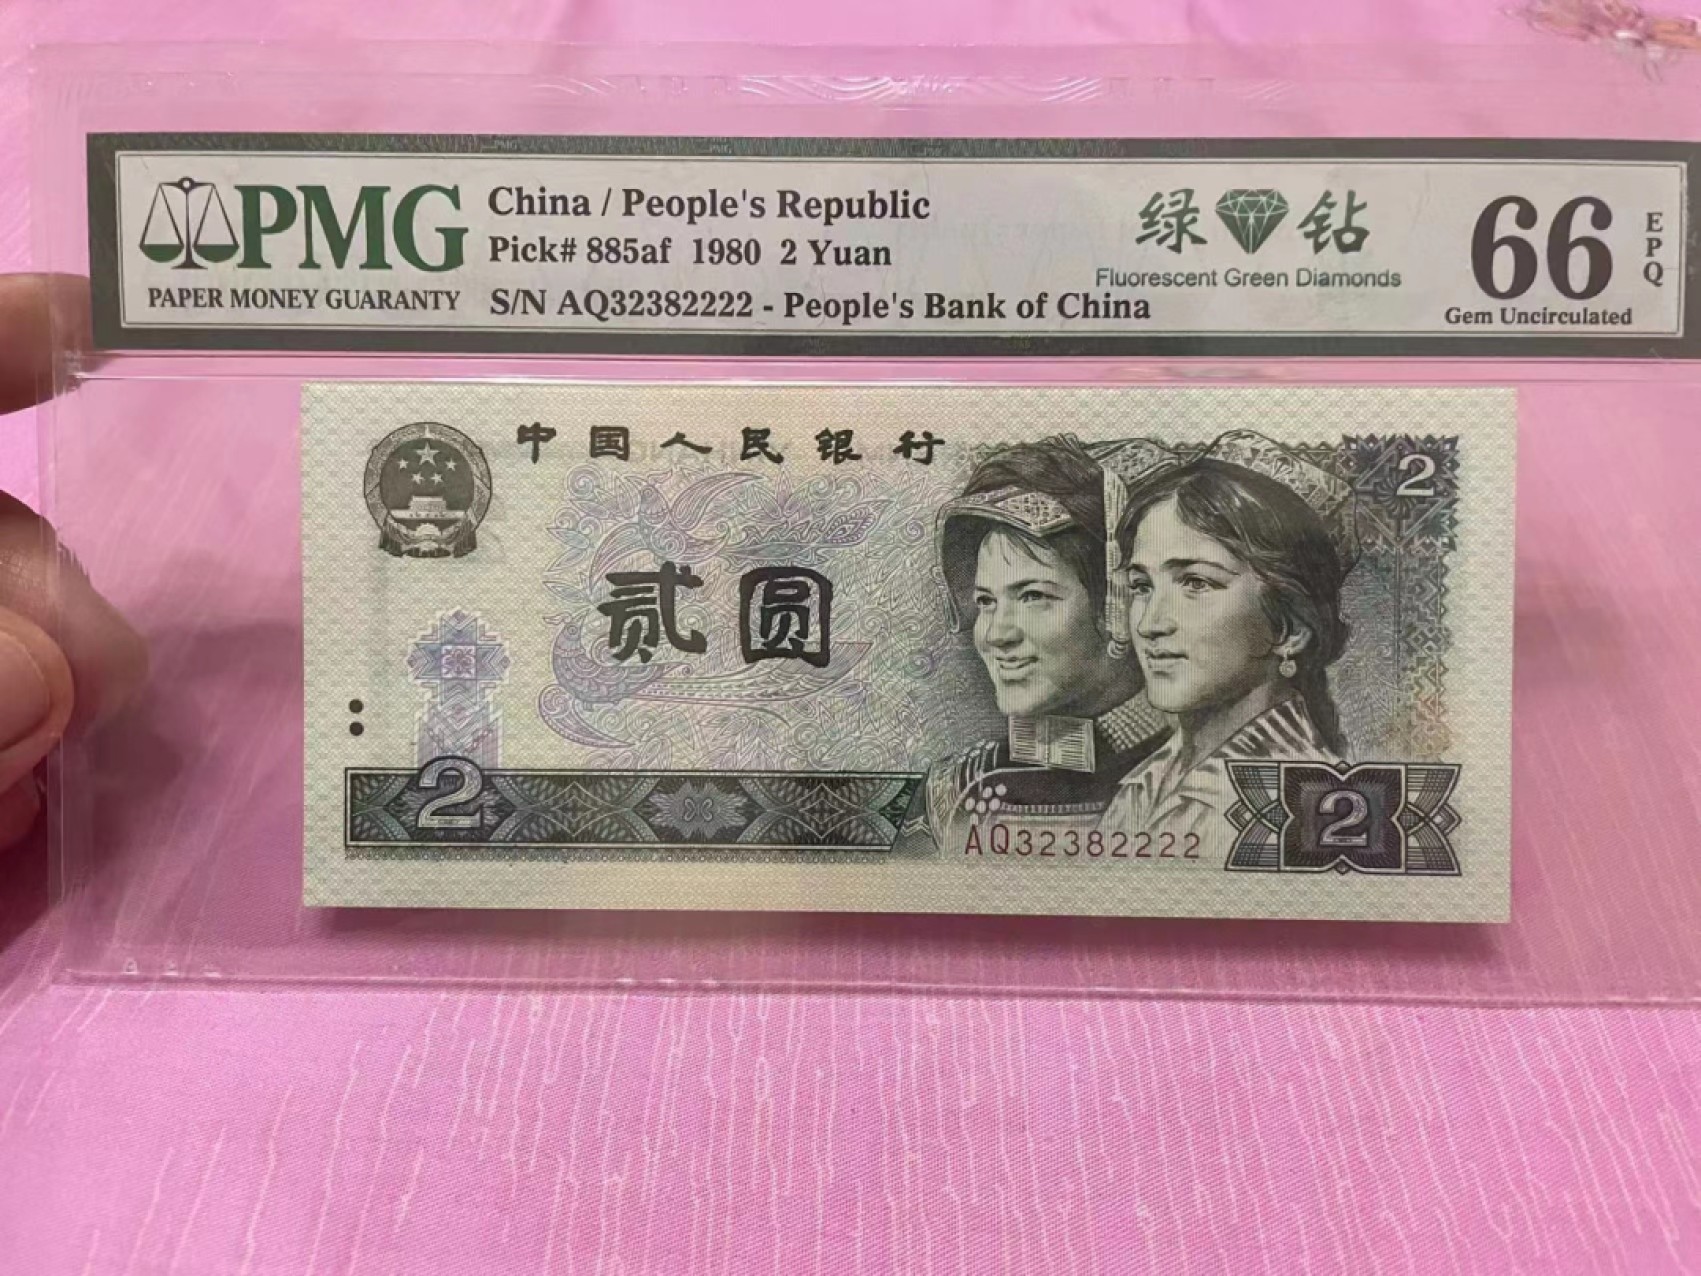 PMG
PAPER MONEY GUARANTY
China / People's Republic
Pick# 885af 1980 2 Yuan
S/N AQ32382222 - People's Bank of China
绿钻
Fluorescent Green Diamonds
66
EPQ
Gem Uncirculated
中国人民银行
2
贰圆
2
AQ32382222
2